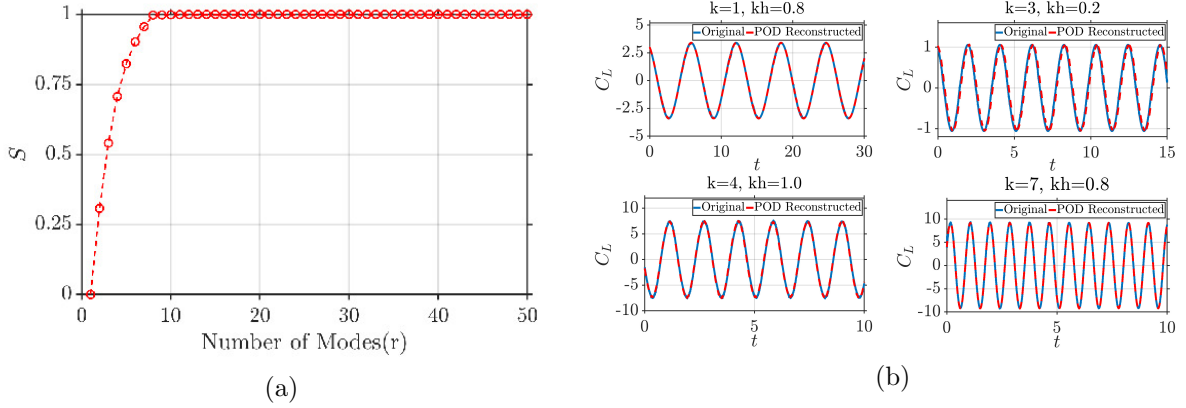 1
0.75
0.5
0.25
0
S
0 10 20 30 40 50
Number of Modes(r)
(a)
k=1, kh=0.8
Original POD Reconstructed
5
2.5
0
-2.5
-5
C_L
0 10 20 30
t
k=3, kh=0.2
Original POD Reconstructed
1
0
-1
C_L
0 5 10 15
t
k=4, kh=1.0
Original POD Reconstructed
10
5
0
-5
-10
C_L
0 5 10
t
k=7, kh=0.8
Original POD Reconstructed
10
5
0
-5
-10
C_L
0 5 10
t
(b)